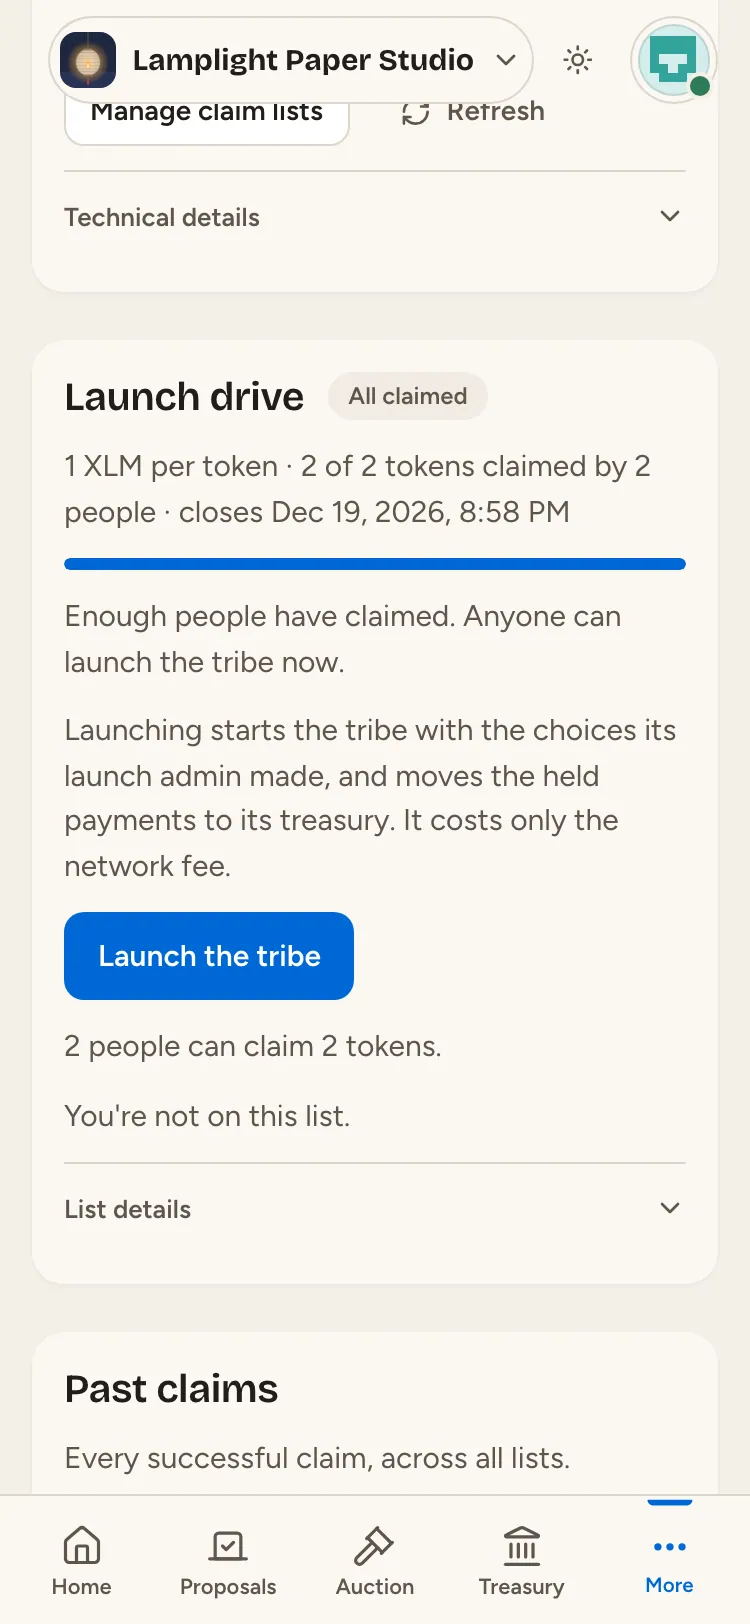 Lamplight Paper Studio
Manage claim lists
Refresh
Technical details
Launch drive
All claimed
1 XLM per token · 2 of 2 tokens claimed by 2
people · closes Dec 19, 2026, 8:58 PM
Enough people have claimed. Anyone can
launch the tribe now.
Launching starts the tribe with the choices its
launch admin made, and moves the held
payments to its treasury. It costs only the
network fee.
Launch the tribe
2 people can claim 2 tokens.
You're not on this list.
List details
Past claims
Every successful claim, across all lists.
Home
Proposals
Auction
Treasury
More